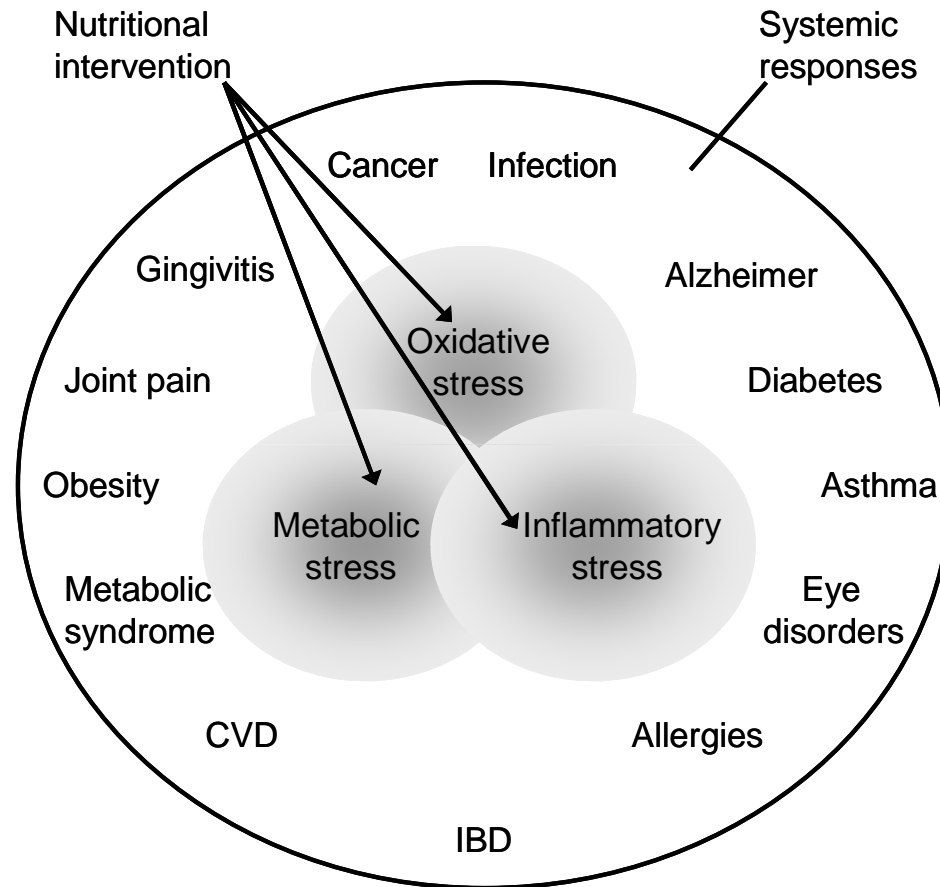 Nutritional
intervention
Systemic
responses
Cancer
Infection
Gingivitis
Alzheimer
Oxidative
stress
Joint pain
Diabetes
Obesity
Asthma
Metabolic
stress
Inflammatory
stress
Metabolic
syndrome
Eye
disorders
CVD
Allergies
IBD